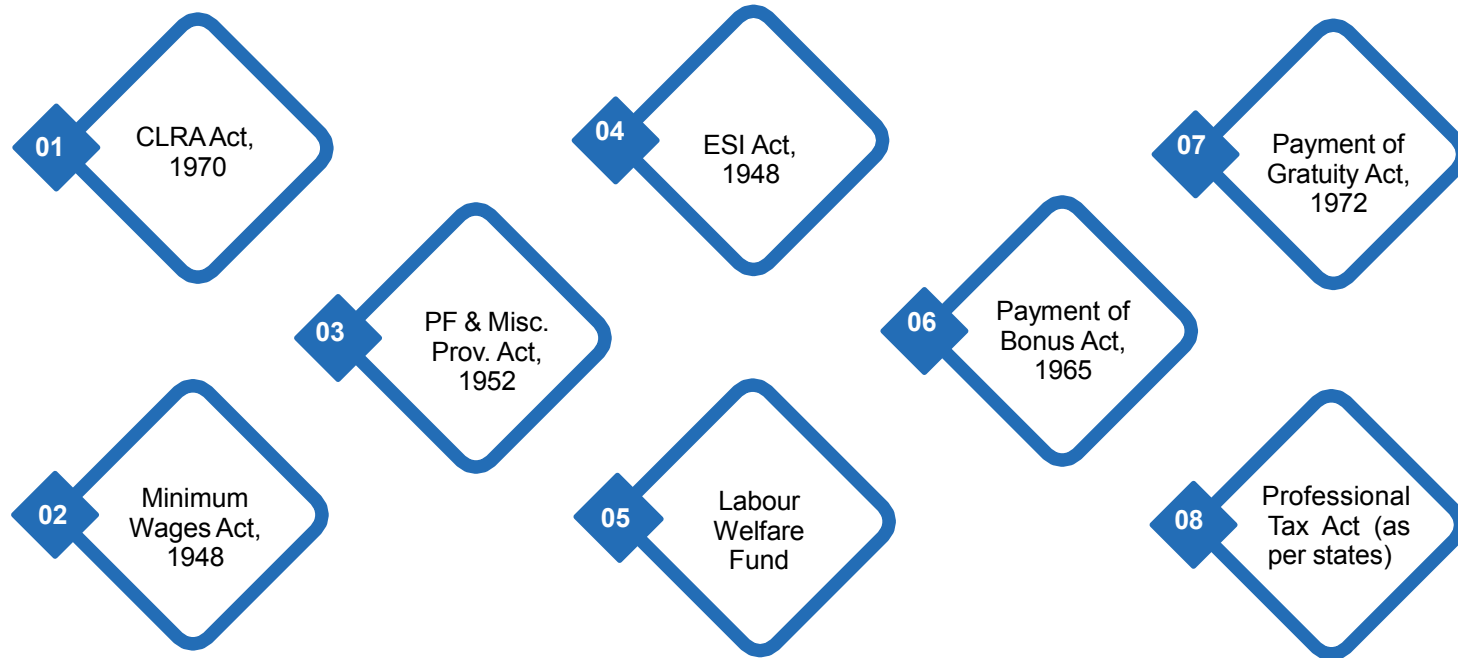 01
CLRA Act,
1970
02
Minimum
Wages Act,
1948
03
PF & Misc.
Prov. Act,
1952
04
ESI Act,
1948
05
Labour
Welfare
Fund
06
Payment of
Bonus Act,
1965
07
Payment of
Gratuity Act,
1972
08
Professional
Tax Act (as
per states)